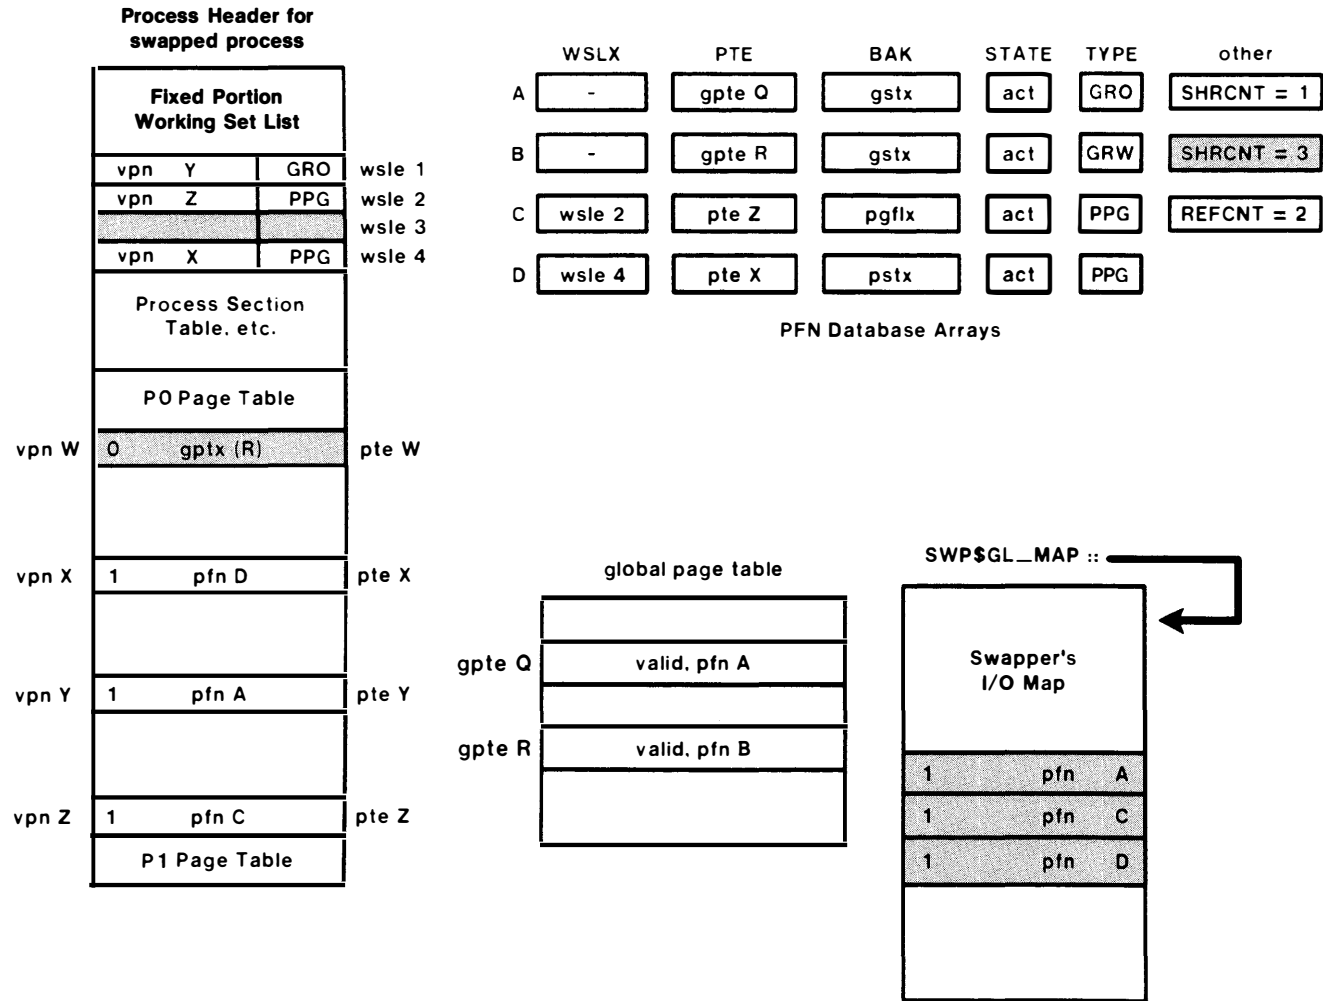 Process Header for
swapped process
WSLX PTE BAK STATE TYPE other
Fixed Portion
Working Set List
A - gpte Q gstx act GRO SHRCNT = 1
B - gpte R gstx act GRW SHRCNT = 3
vpn Y GRO wsle 1
vpn Z PPG wsle 2
wsle 3
vpn X PPG wsle 4
C wsle 2 pte Z pgflx act PPG REFCNT = 2
D wsle 4 pte X pstx act PPG
PFN Database Arrays
Process Section
Table, etc.
P0 Page Table
vpn W 0 gptx (R) pte W
vpn X 1 pfn D pte X
vpn Y 1 pfn A pte Y
vpn Z 1 pfn C pte Z
P1 Page Table
global page table
gpte Q valid, pfn A
gpte R valid, pfn B
SWP$GL_MAP ::
Swapper's
I/O Map
1 pfn A
1 pfn C
1 pfn D